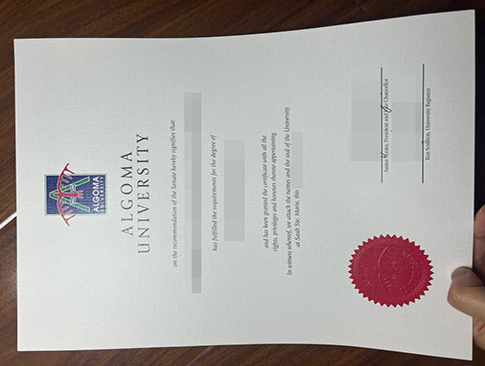 ALGOMA
UNIVERSITY
ALGOMA
UNIVERSITY
on the recommendation of the Senate hereby signifies that
has fulfilled the requirements for the degree of
and has been granted the certificate with all the
rights, privileges and honours thereto appertaining.
In witness whereof, we attach the names and the seal of the University
at Sault Ste. Marie, this
President and Vice Chancellor
University Registrar